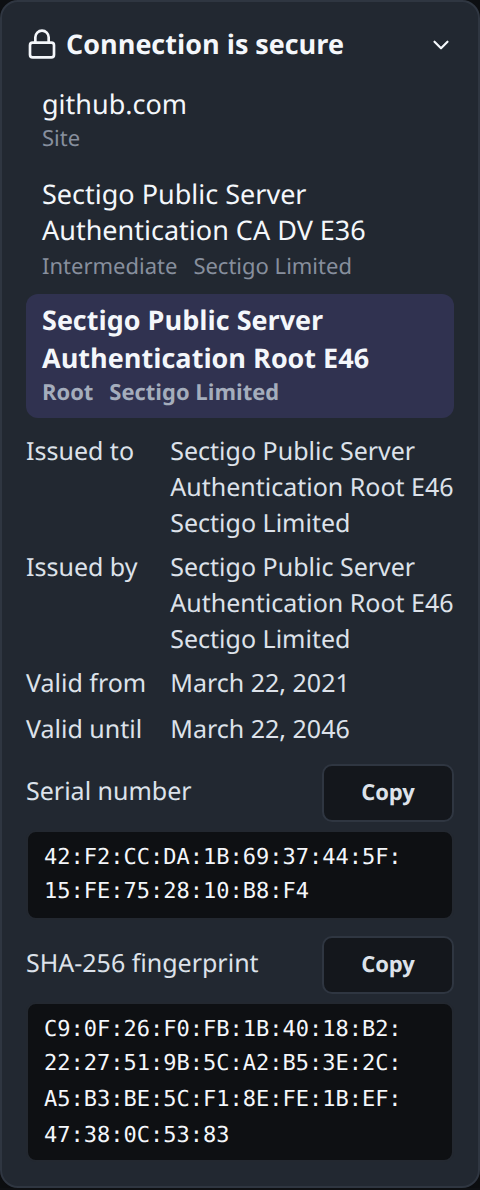 Connection is secure
github.com
Site
Sectigo Public Server
Authentication CA DV E36
Intermediate Sectigo Limited
Sectigo Public Server
Authentication Root E46
Root Sectigo Limited
Issued to Sectigo Public Server
Authentication Root E46
Sectigo Limited
Issued by Sectigo Public Server
Authentication Root E46
Sectigo Limited
Valid from March 22, 2021
Valid until March 22, 2046
Serial number Copy
42:F2:CC:DA:1B:69:37:44:5F:
15:FE:75:28:10:B8:F4
SHA-256 fingerprint Copy
C9:0F:26:F0:FB:1B:40:18:B2:
22:27:51:9B:5C:A2:B5:3E:2C:
A5:B3:BE:5C:F1:8E:FE:1B:EF:
47:38:0C:53:83